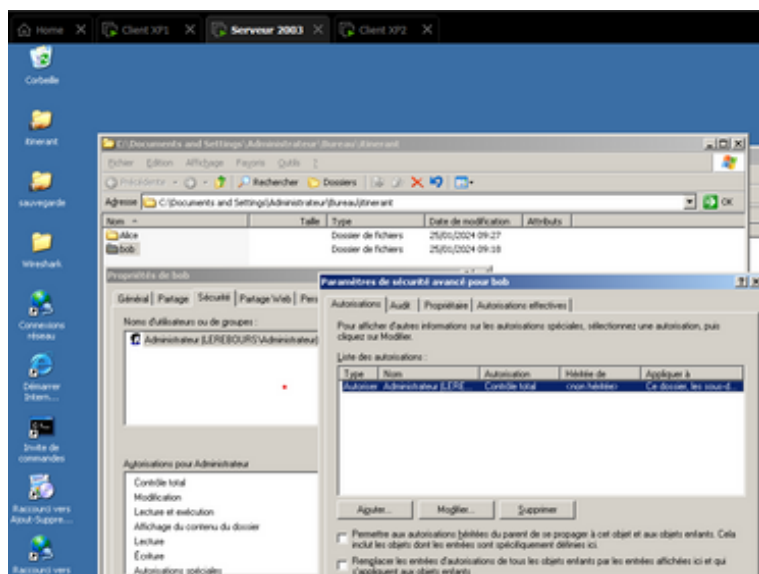 Home
Client XP1
Serveur 2003
Client XP2
Corbeille
itinerant
sauvegarde
Wireshark
Connexions réseau
Démarrer
Intern...
Invite de commandes
Raccourci vers
Ajout-Suppre...
Raccourci vers
C:\Documents and Settings\Administrateur\Bureau\itinerant
Fichier Edition Affichage Favoris Outils ?
Précédente Rechercher Dossiers
Adresse C:\Documents and Settings\Administrateur\Bureau\itinerant OK
Nom Taille Type Date de modification Attributs
Alice Dossier de fichiers 25/01/2024 09:27
bob Dossier de fichiers 25/01/2024 09:18
Propriétés de bob
Général Partage Sécurité Partage Web Pers
Noms d'utilisateurs ou de groupes :
Administrateur (LEREBOURS\Administrateur)
Autorisations pour Administrateur
Contrôle total
Modification
Lecture et exécution
Affichage du contenu du dossier
Lecture
Écriture
Autorisations spéciales
Paramètres de sécurité avancé pour bob
Autorisations Audit Propriétaire Autorisations effectives
Pour afficher d'autres informations sur les autorisations spéciales, sélectionnez une autorisation, puis
cliquez sur Modifier.
Liste des autorisations :
Type Nom Autorisation Héritée de Appliquer à
Autoriser Administrateur (LERE... Contrôle total <non héritée> Ce dossier, les sous-d...
Ajouter... Modifier... Supprimer
Permettre aux autorisations héritées du parent de se propager à cet objet et aux objets enfants. Cela
inclut les objets dont les entrées sont spécifiquement définies ici.
Remplacer les entrées d'autorisations de tous les objets enfants par les entrées affichées ici et qui
s'appliquent aux objets enfants